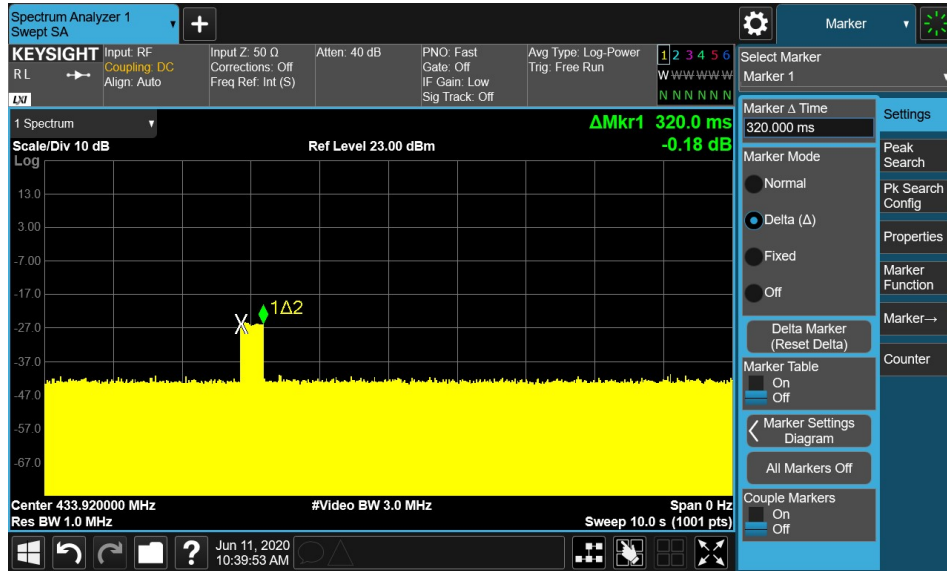 Spectrum Analyzer 1
Swept SA
+
Marker
KEYSIGHT
RL
LXI
Input: RF
Coupling: DC
Align: Auto
Input Z: 50 Ω
Corrections: Off
Freq Ref: Int (S)
Atten: 40 dB
PNO: Fast
Gate: Off
IF Gain: Low
Sig Track: Off
Avg Type: Log-Power
Trig: Free Run
1 2 3 4 5 6
W W W W W W
N N N N N N
Select Marker
Marker 1
1 Spectrum
ΔMkr1 320.0 ms
-0.18 dB
Scale/Div 10 dB
Ref Level 23.00 dBm
Log
13.0
3.00
-7.00
-17.0
-27.0
-37.0
-47.0
-57.0
-67.0
X
1Δ2
Center 433.920000 MHz
#Video BW 3.0 MHz
Span 0 Hz
Res BW 1.0 MHz
Sweep 10.0 s (1001 pts)
Marker Δ Time
320.000 ms
Marker Mode
Normal
Delta (Δ)
Fixed
Off
Delta Marker
(Reset Delta)
Marker Table
On
Off
Marker Settings
Diagram
All Markers Off
Couple Markers
On
Off
Settings
Peak
Search
Pk Search
Config
Properties
Marker
Function
Marker→
Counter
?
Jun 11, 2020
10:39:53 AM